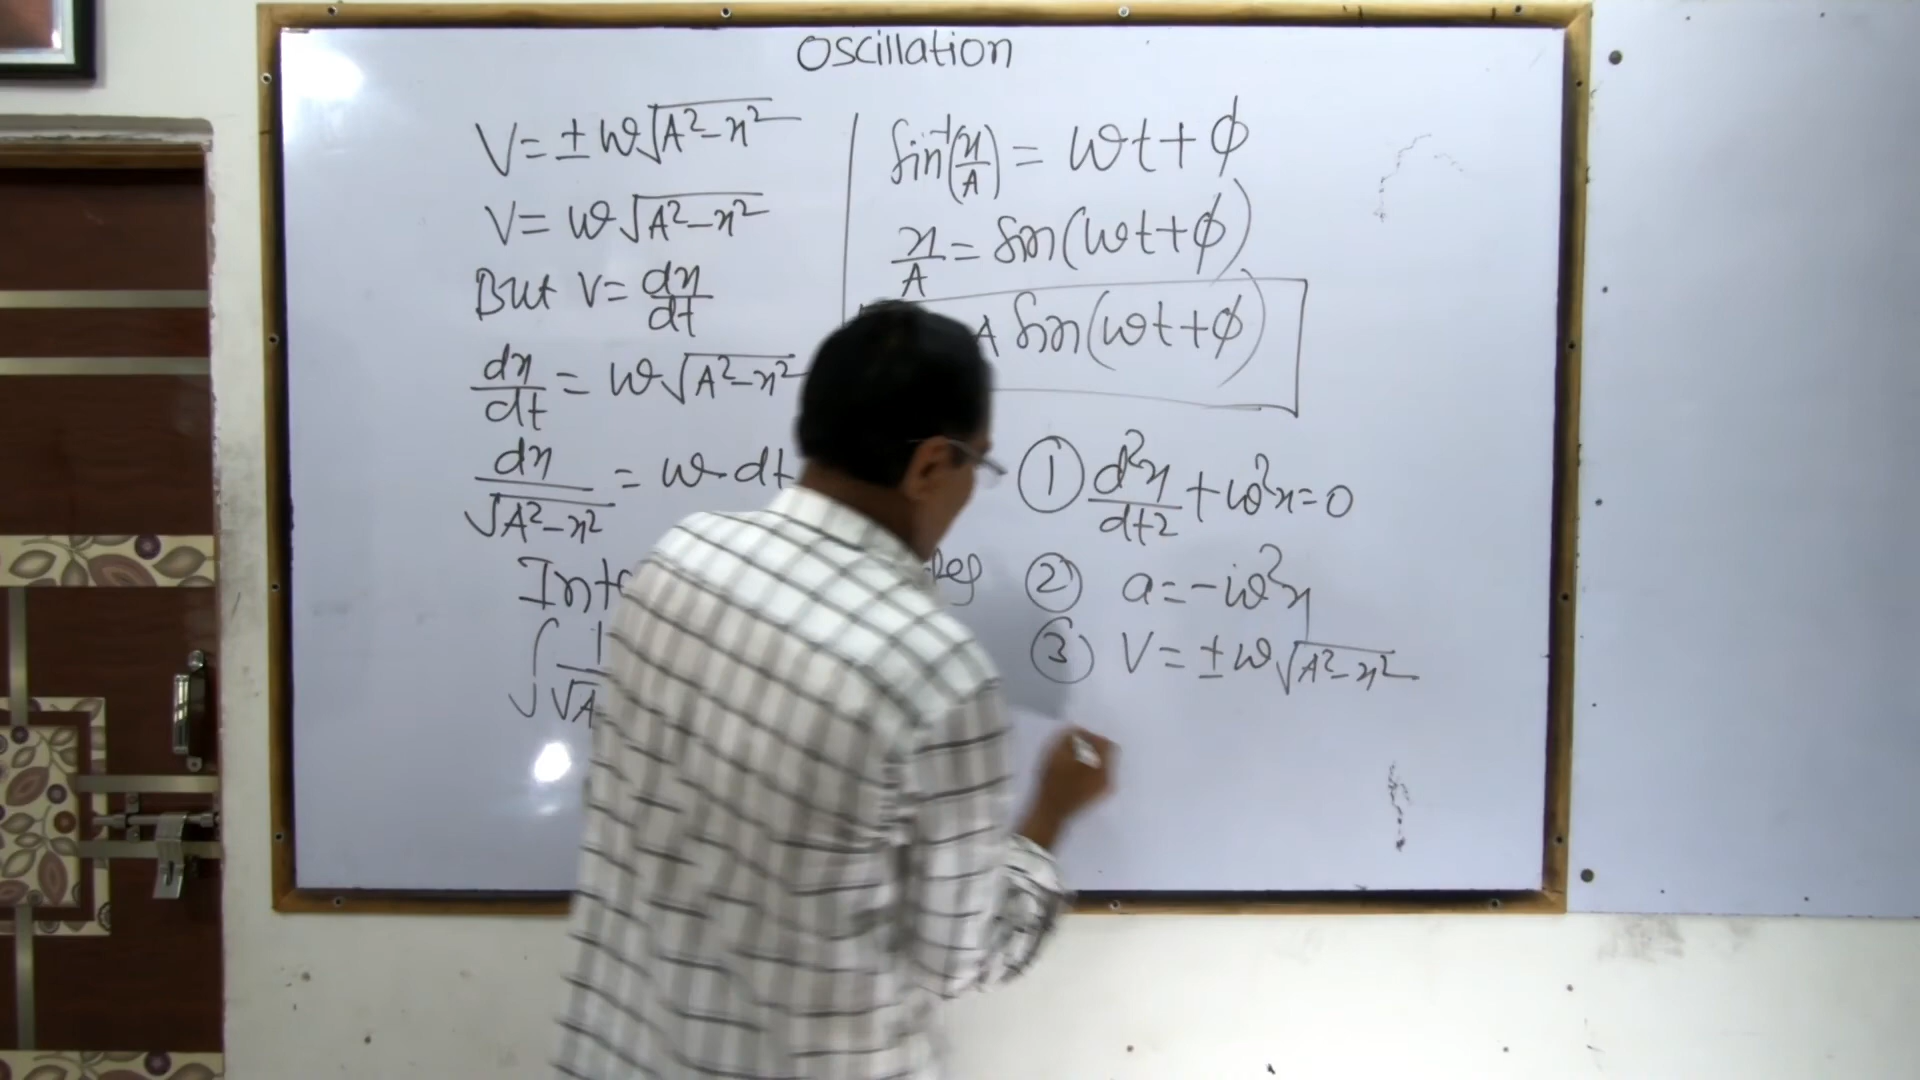 Oscillation
V = ± ω√(A²-x²)
V = ω√(A²-x²)
But V = dx/dt
dx/dt = ω√(A²-x²)
dx/√(A²-x²) = ω dt
∫ 1/√A
sin⁻¹(x/A) = ωt+ϕ
x/A = sin(ωt+ϕ)
A sin(ωt+ϕ)
① d²x/dt² + ω²x = 0
② a = -ω²x
③ V = ± ω√(A²-x²)